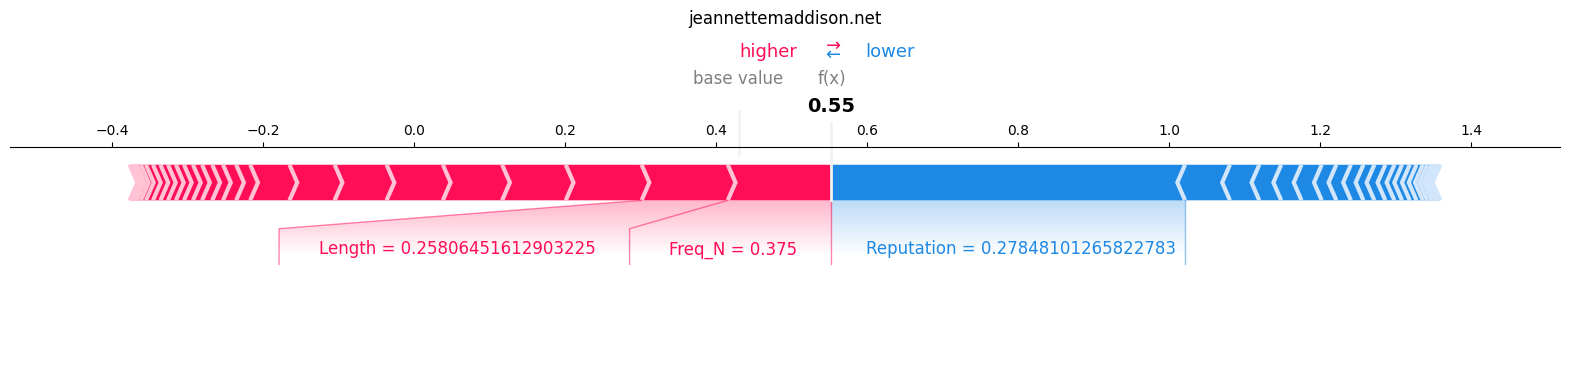 jeannettemaddison.net
higher → ← lower
base value f(x)
0.55
−0.4 −0.2 0.0 0.2 0.4 0.6 0.8 1.0 1.2 1.4
Length = 0.25806451612903225 Freq_N = 0.375 Reputation = 0.27848101265822783